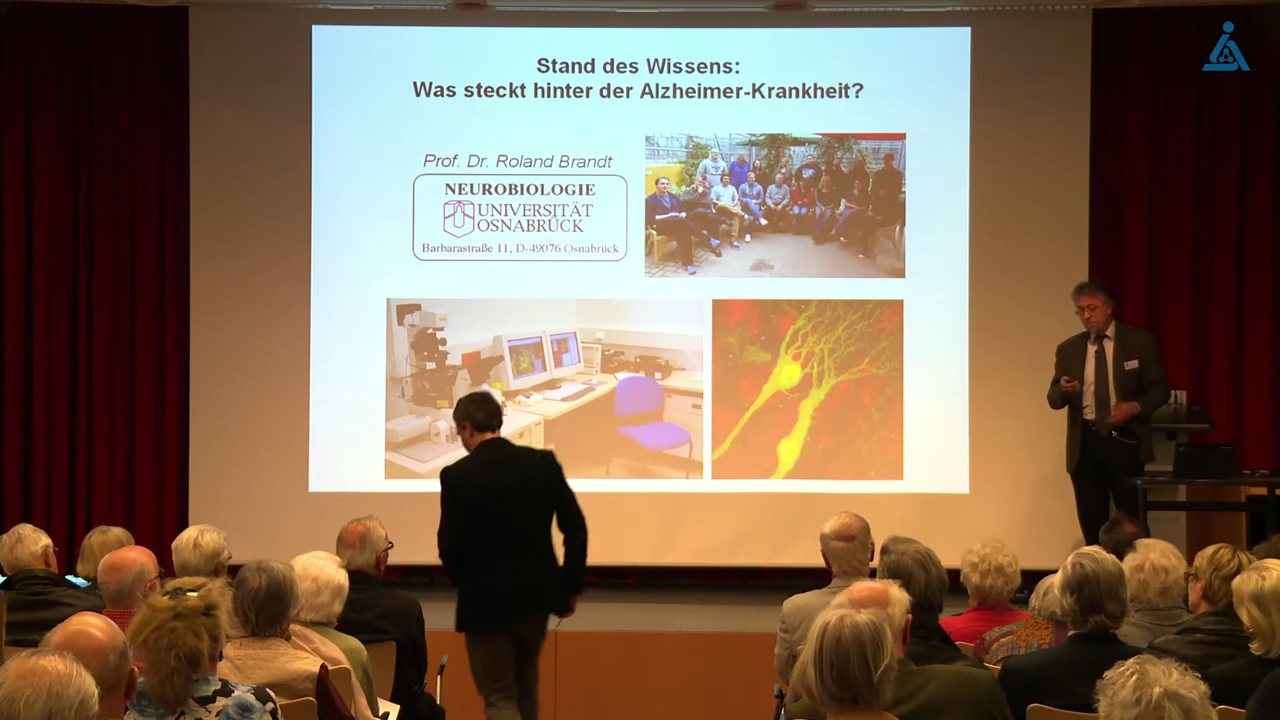 Stand des Wissens:
Was steckt hinter der Alzheimer-Krankheit?
Prof. Dr. Roland Brandt
NEUROBIOLOGIE
UNIVERSITÄT
OSNABRÜCK
Barbarastraße 11, D-49076 Osnabrück